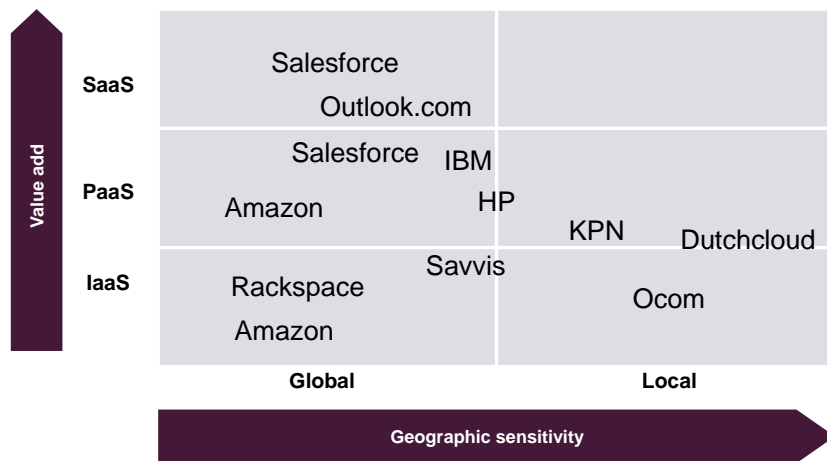 Value add
SaaS
Salesforce
Outlook.com
PaaS
Salesforce
IBM
Amazon
HP
KPN
Dutchcloud
IaaS
Savvis
Rackspace
Ocom
Amazon
Global
Local
Geographic sensitivity